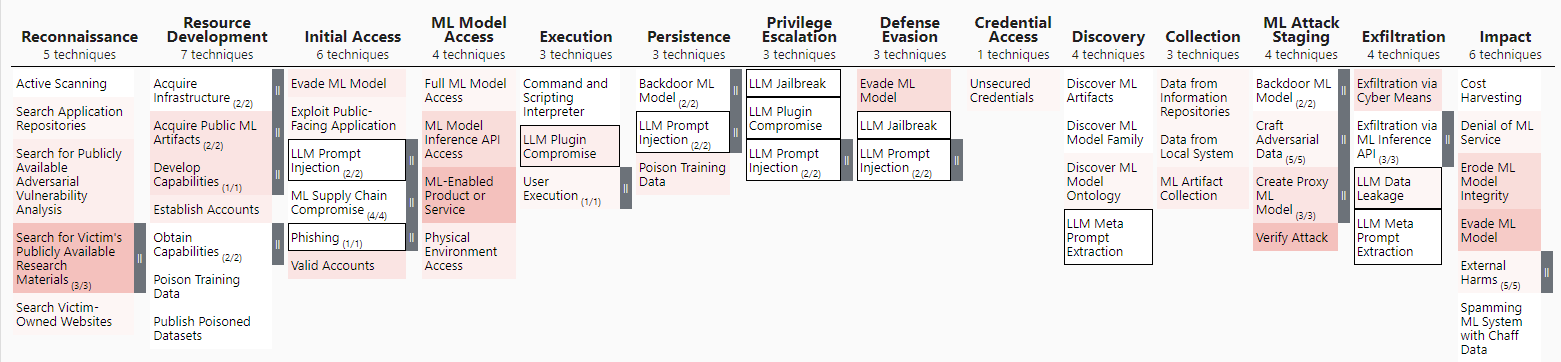 Reconnaissance
5 techniques
Active Scanning
Search Application
Repositories
Search for Publicly
Available
Adversarial
Vulnerability
Analysis
Search for Victim's
Publicly Available
Research
Materials (3/3)
Search Victim-
Owned Websites
Resource
Development
7 techniques
Acquire
Infrastructure (2/2)
Acquire Public ML
Artifacts (2/2)
Develop
Capabilities (1/1)
Establish Accounts
Obtain
Capabilities (2/2)
Poison Training
Data
Publish Poisoned
Datasets
Initial Access
6 techniques
Evade ML Model
Exploit Public-
Facing Application
LLM Prompt
Injection (2/2)
ML Supply Chain
Compromise (4/4)
Phishing (1/1)
Valid Accounts
ML Model
Access
4 techniques
Full ML Model
Access
ML Model
Inference API
Access
ML-Enabled
Product or
Service
Physical
Environment
Access
Execution
3 techniques
Command and
Scripting
Interpreter
LLM Plugin
Compromise
User
Execution (1/1)
Persistence
3 techniques
Backdoor ML
Model (2/2)
LLM Prompt
Injection (2/2)
Poison Training
Data
Privilege
Escalation
3 techniques
LLM Jailbreak
LLM Plugin
Compromise
LLM Prompt
Injection (2/2)
Defense
Evasion
3 techniques
Evade ML
Model
LLM Jailbreak
LLM Prompt
Injection (2/2)
Credential
Access
1 techniques
Unsecured
Credentials
Discovery
4 techniques
Discover ML
Artifacts
Discover ML
Model Family
Discover ML
Model
Ontology
LLM Meta
Prompt
Extraction
Collection
3 techniques
Data from
Information
Repositories
Data from
Local System
ML Artifact
Collection
ML Attack
Staging
4 techniques
Backdoor ML
Model (2/2)
Craft
Adversarial
Data (5/5)
Create Proxy
ML
Model (3/3)
Verify Attack
Exfiltration
4 techniques
Exfiltration via
Cyber Means
Exfiltration via
ML Inference
API (3/3)
LLM Data
Leakage
LLM Meta
Prompt
Extraction
Impact
6 techniques
Cost
Harvesting
Denial of ML
Service
Erode ML
Model
Integrity
Evade ML
Model
External
Harms (5/5)
Spamming
ML System
with Chaff
Data